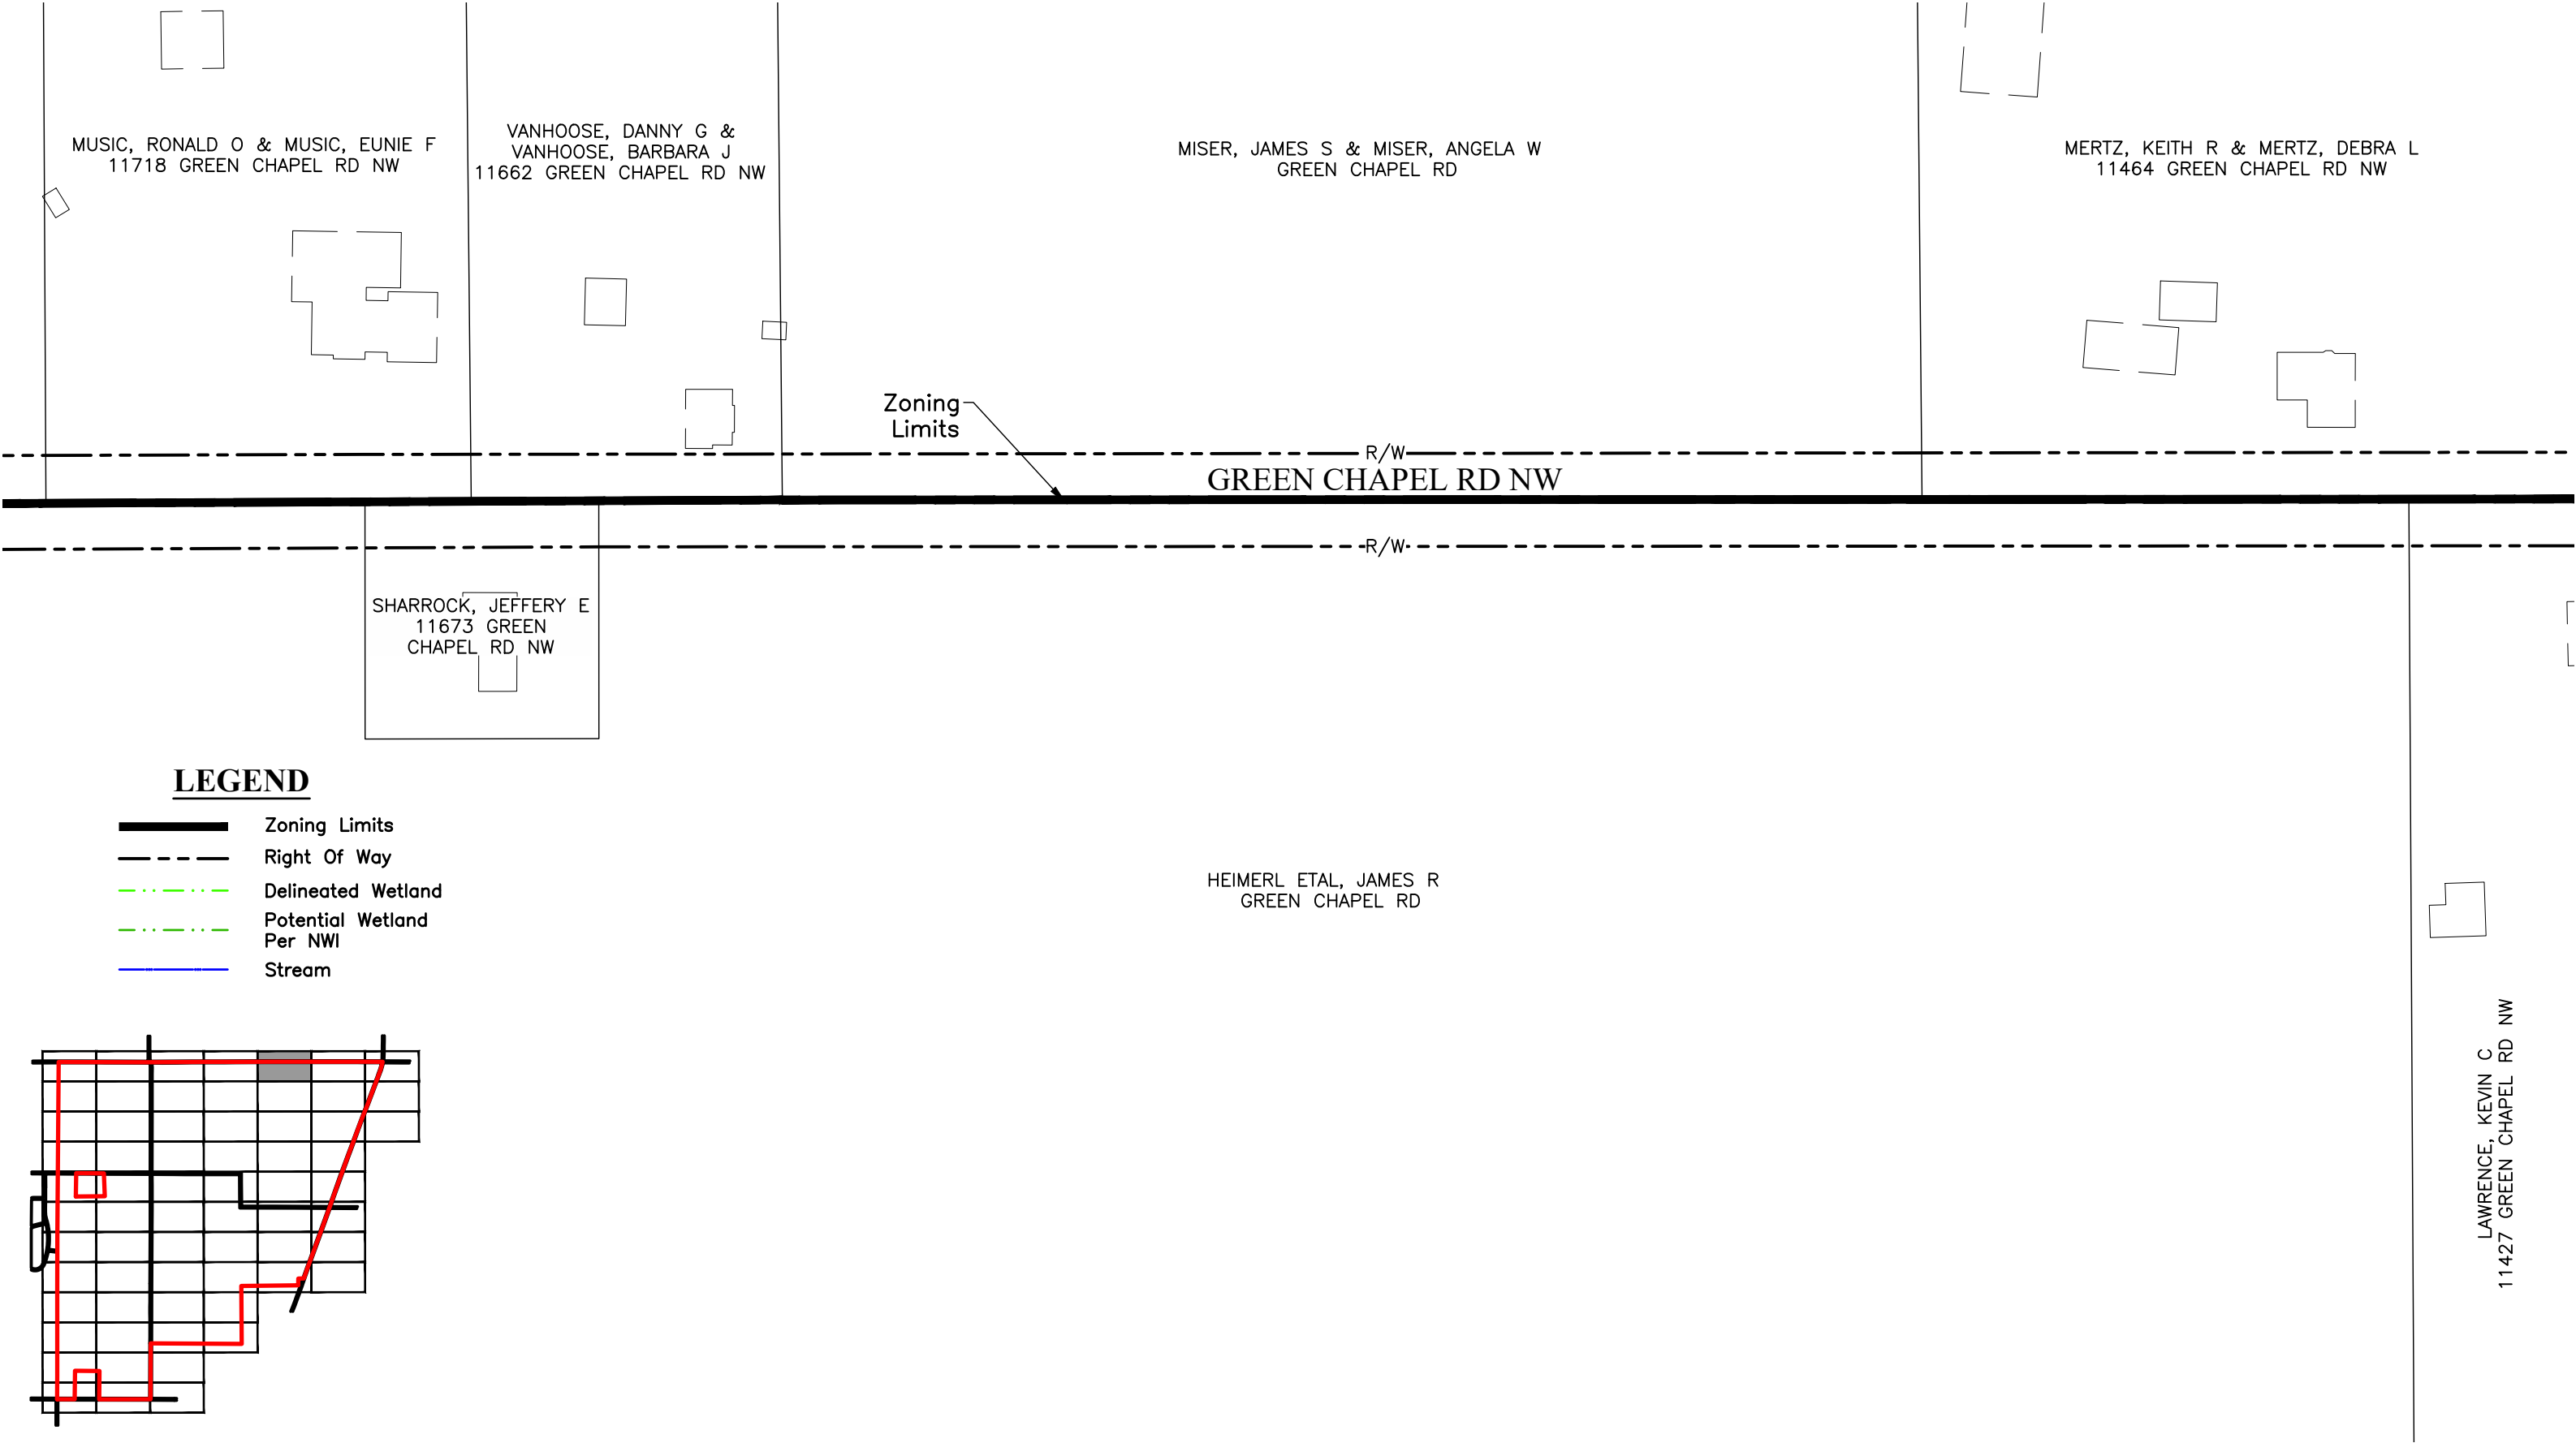 MUSIC, RONALD O & MUSIC, EUNIE F
11718 GREEN CHAPEL RD NW
VANHOOSE, DANNY G &
VANHOOSE, BARBARA J
11662 GREEN CHAPEL RD NW
MISER, JAMES S & MISER, ANGELA W
GREEN CHAPEL RD
MERTZ, KEITH R & MERTZ, DEBRA L
11464 GREEN CHAPEL RD NW
Zoning
Limits
R/W
GREEN CHAPEL RD NW
R/W
SHARROCK, JEFFERY E
11673 GREEN
CHAPEL RD NW
LEGEND
Zoning Limits
Right Of Way
Delineated Wetland
Potential Wetland
Per NWI
Stream
HEIMERL ETAL, JAMES R
GREEN CHAPEL RD
LAWRENCE, KEVIN C
11427 GREEN CHAPEL RD NW